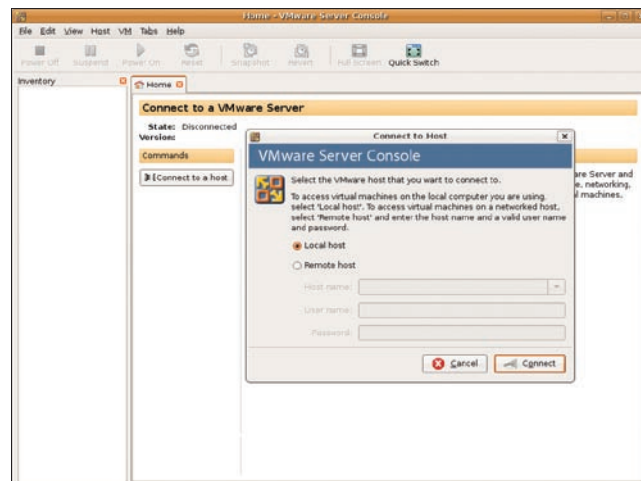 Home - VMware Server Console
File Edit View Host VM Tabs Help
Power Off Suspend Power On Reset Snapshot Revert Full Screen Quick Switch
Inventory
Home
Connect to a VMware Server
State: Disconnected
Version:
Commands
Connect to a host
are Server and
e, networking,
l machines.
Connect to Host
VMware Server Console
Select the VMware host that you want to connect to.
To access virtual machines on the local computer you are using,
select 'Local host'. To access virtual machines on a networked host,
select 'Remote host' and enter the host name and a valid user name
and password.
Local host
Remote host
Host name:
User name:
Password:
Cancel Connect